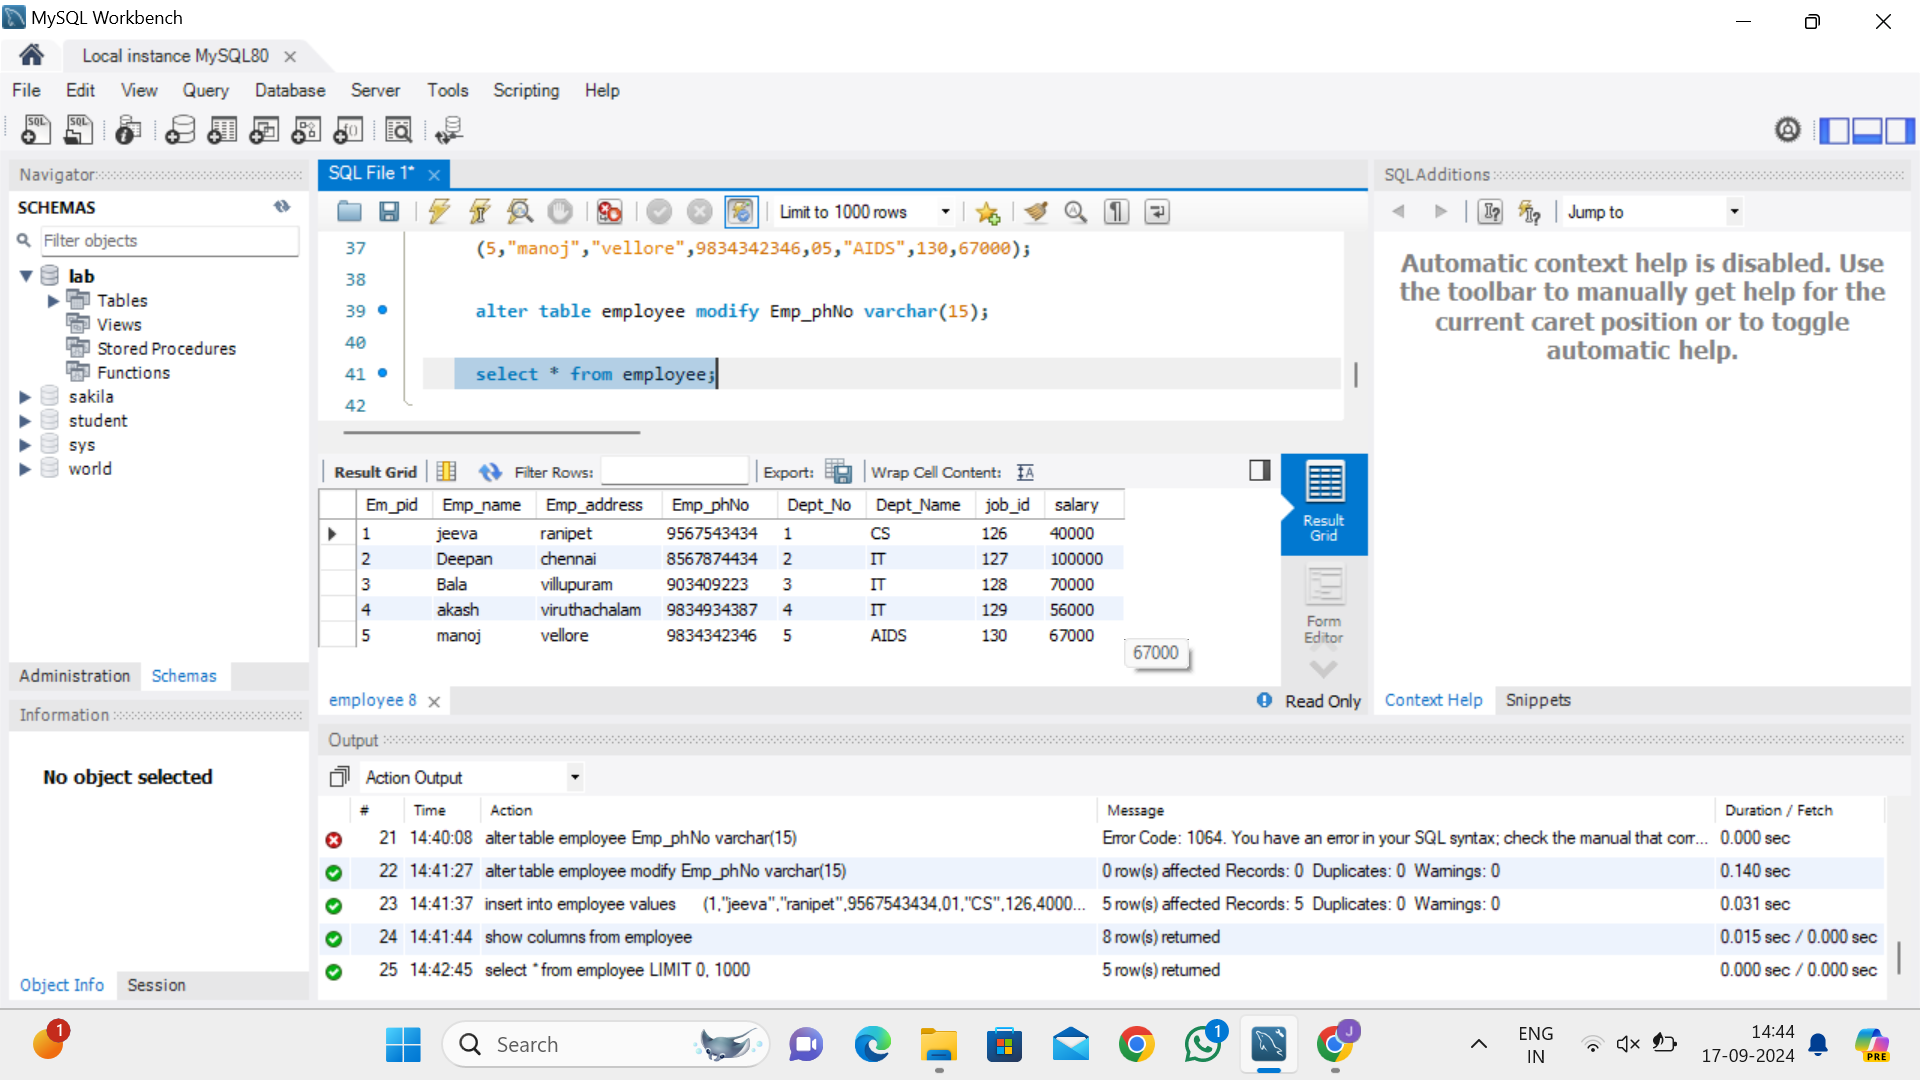 MySQL Workbench
Local instance MySQL80
File Edit View Query Database Server Tools Scripting Help
Navigator
SCHEMAS
Filter objects
lab
Tables
Views
Stored Procedures
Functions
sakila
student
sys
world
Administration Schemas
Information
No object selected
Object Info Session
SQL File 1*
Limit to 1000 rows
37 (5,"manoj","vellore",9834342346,05,"AIDS",130,67000);
38
39 alter table employee modify Emp_phNo varchar(15);
40
41 select * from employee;
42
Result Grid Filter Rows: Export: Wrap Cell Content:
Em_pid Emp_name Emp_address Emp_phNo Dept_No Dept_Name job_id salary
1 jeeva ranipet 9567543434 1 CS 126 40000
2 Deepan chennai 8567874434 2 IT 127 100000
3 Bala villupuram 903409223 3 IT 128 70000
4 akash viruthachalam 9834934387 4 IT 129 56000
5 manoj vellore 9834342346 5 AIDS 130 67000
67000
Result
Grid
Form
Editor
employee 8
Read Only
SQLAdditions
Jump to
Automatic context help is disabled. Use
the toolbar to manually get help for the
current caret position or to toggle
automatic help.
Context Help Snippets
Output
Action Output
# Time Action Message Duration / Fetch
21 14:40:08 alter table employee Emp_phNo varchar(15) Error Code: 1064. You have an error in your SQL syntax; check the manual that corr... 0.000 sec
22 14:41:27 alter table employee modify Emp_phNo varchar(15) 0 row(s) affected Records: 0 Duplicates: 0 Warnings: 0 0.140 sec
23 14:41:37 insert into employee values (1,"jeeva","ranipet",9567543434,01,"CS",126,4000... 5 row(s) affected Records: 5 Duplicates: 0 Warnings: 0 0.031 sec
24 14:41:44 show columns from employee 8 row(s) returned 0.015 sec / 0.000 sec
25 14:42:45 select * from employee LIMIT 0, 1000 5 row(s) returned 0.000 sec / 0.000 sec
1
Search
1
J
ENG
IN
14:44
17-09-2024
PRE